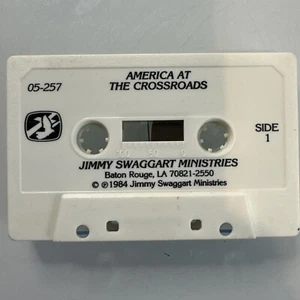 AMERICA AT
05-257
THE CROSSROADS
SIDE
1
JIMMY SWAGGART MINISTRIES
Baton Rouge, LA 70821-2550
© ℗ 1984 Jimmy Swaggart Ministries